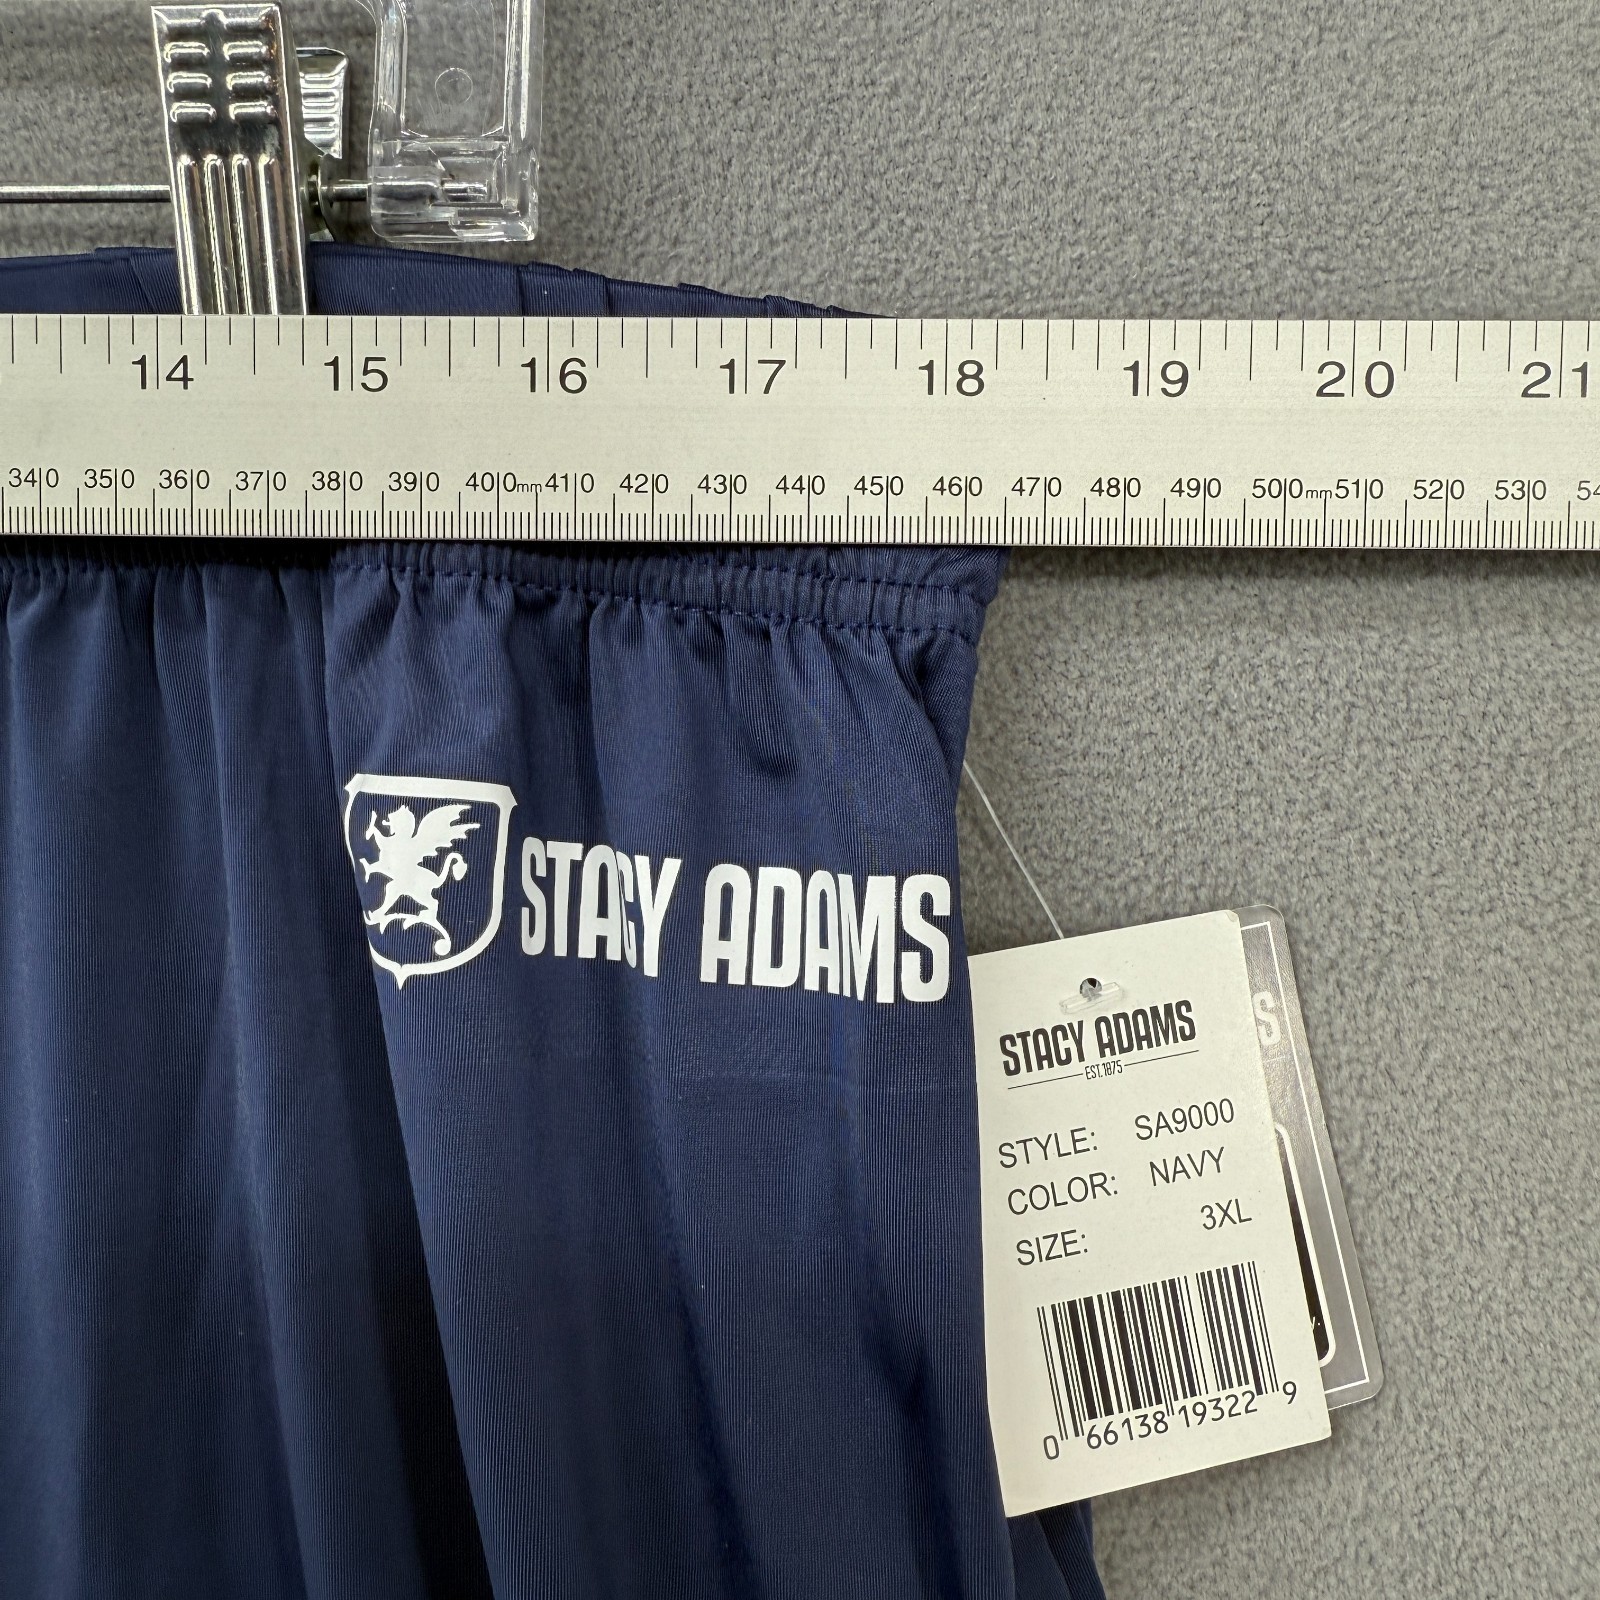 14 15 16 17 18 19 20 21
340 350 360 370 380 390 400mm 410 420 430 440 450 460 470 480 490 500mm 510 520 530 54
STACY ADAMS
STACY ADAMS
EST.1875
STYLE: SA9000
COLOR: NAVY
SIZE: 3XL
0 66138 19322 9
S
y.